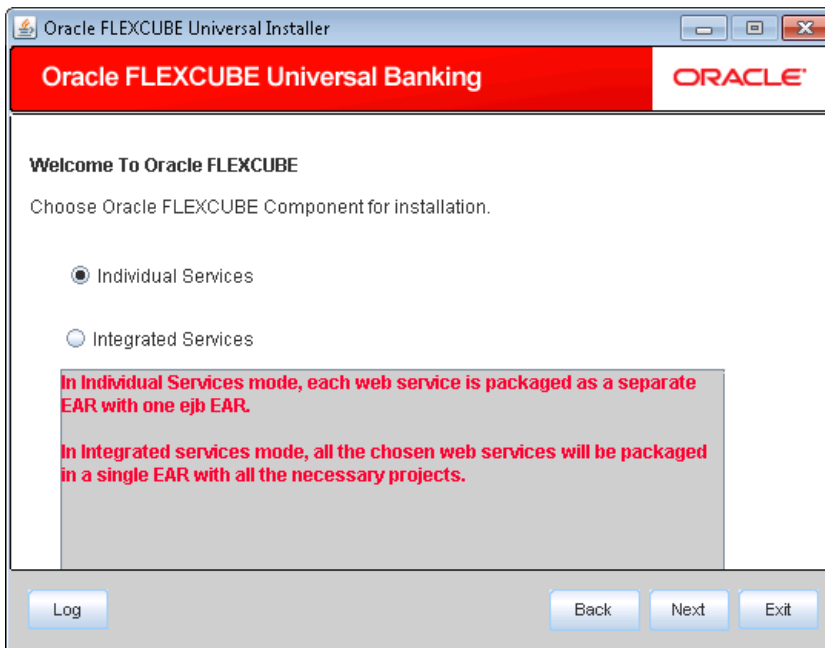 Oracle FLEXCUBE Universal Installer
Oracle FLEXCUBE Universal Banking
ORACLE
Welcome To Oracle FLEXCUBE
Choose Oracle FLEXCUBE Component for installation.
Individual Services
Integrated Services
In Individual Services mode, each web service is packaged as a separate
EAR with one ejb EAR.
In Integrated services mode, all the chosen web services will be packaged
in a single EAR with all the necessary projects.
Log
Back
Next
Exit